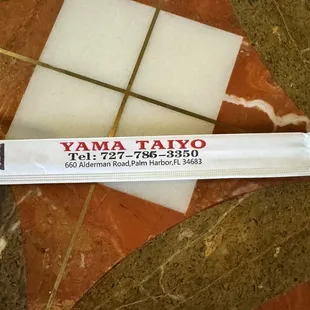 YAMA TAIYO
Tel: 727-786-3350
660 Alderman Road,Palm Harbor,FL 34683